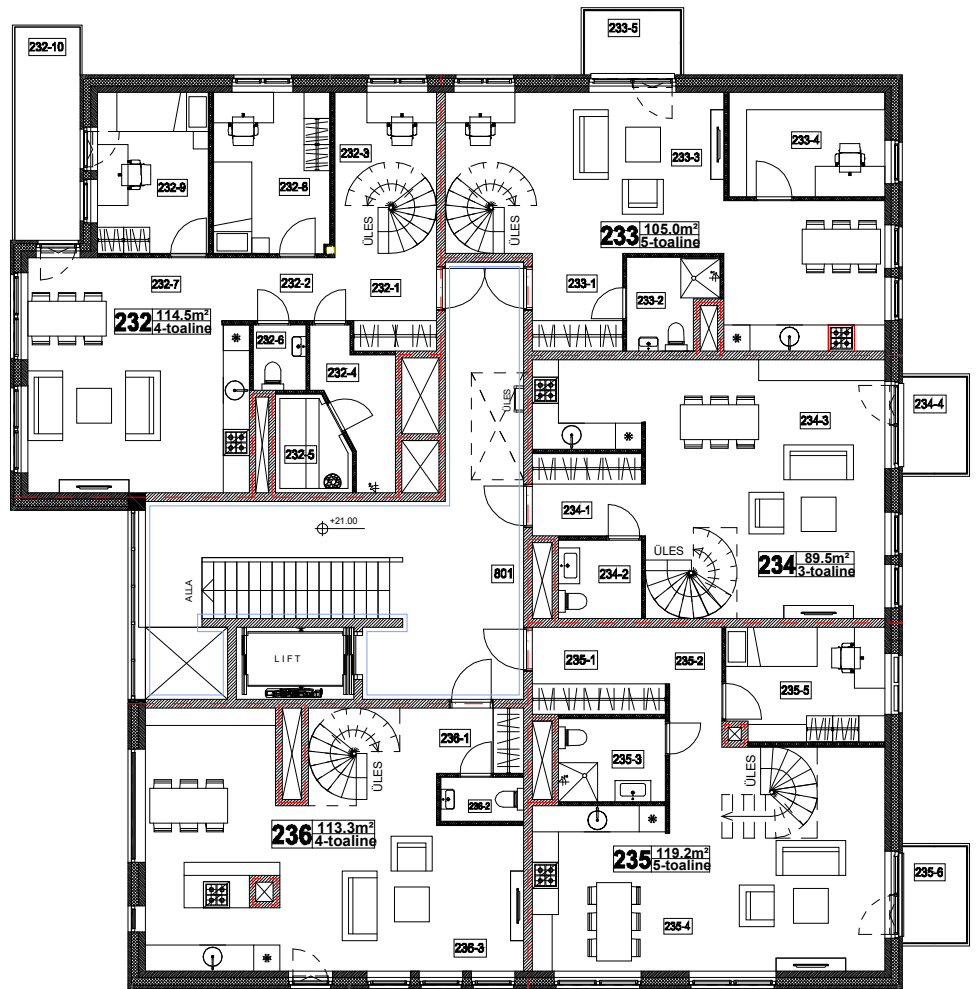 233-5
232-10
233-4
232-3
233-3
232-9
232-8
ÜLES
ÜLES
233 105.0m²
5-toaline
232-7
232-2
232-1
233-1
233-2
232 114.5m²
4-toaline
232-6
232-4
ÜLES
234-4
234-3
232-5
234-1
+21.00
ÜLES
234 89.5m²
3-toaline
801
234-2
ALLA
LIFT
235-1
235-2
235-5
236-1
235-3
ÜLES
ÜLES
236-2
236 113.3m²
4-toaline
235 119.2m²
5-toaline
235-6
235-4
236-3